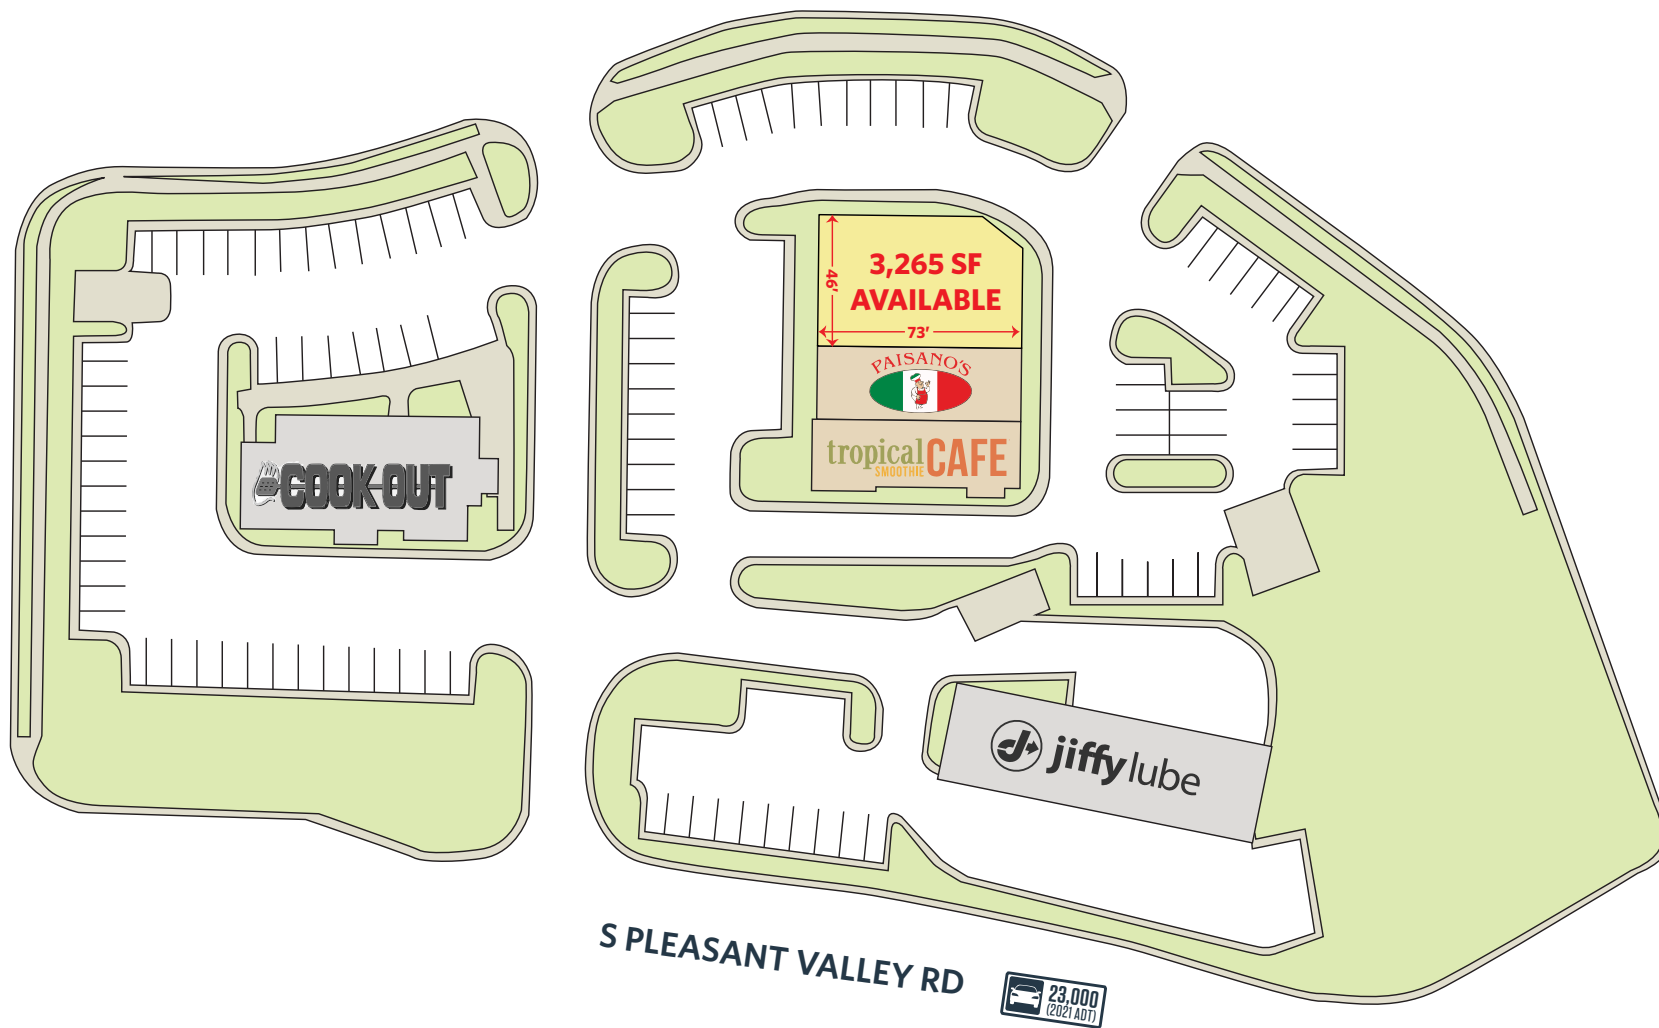 3,265 SF
AVAILABLE
46'
73'
PAISANO'S
tropical
SMOOTHIE
CAFE
COOK OUT
jiffy lube
S PLEASANT VALLEY RD
23,000
(2021 ADT)